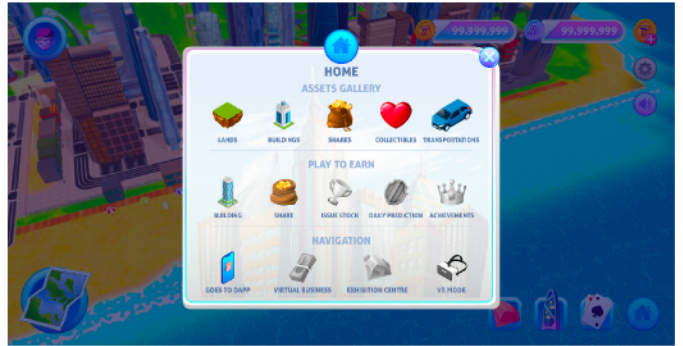 99,999,999 99,999,999
HOME
ASSETS GALLERY
LANDS BUILDINGS SHARES COLLECTIBLES TRANSPORTATIONS
PLAY TO EARN
BUILDING SHARE ISSUE STOCK DAILY PREDICTION ACHIEVEMENTS
NAVIGATION
GOES TO DAPP VIRTUAL BUSINESS EXHIBITION CENTRE VR MODE